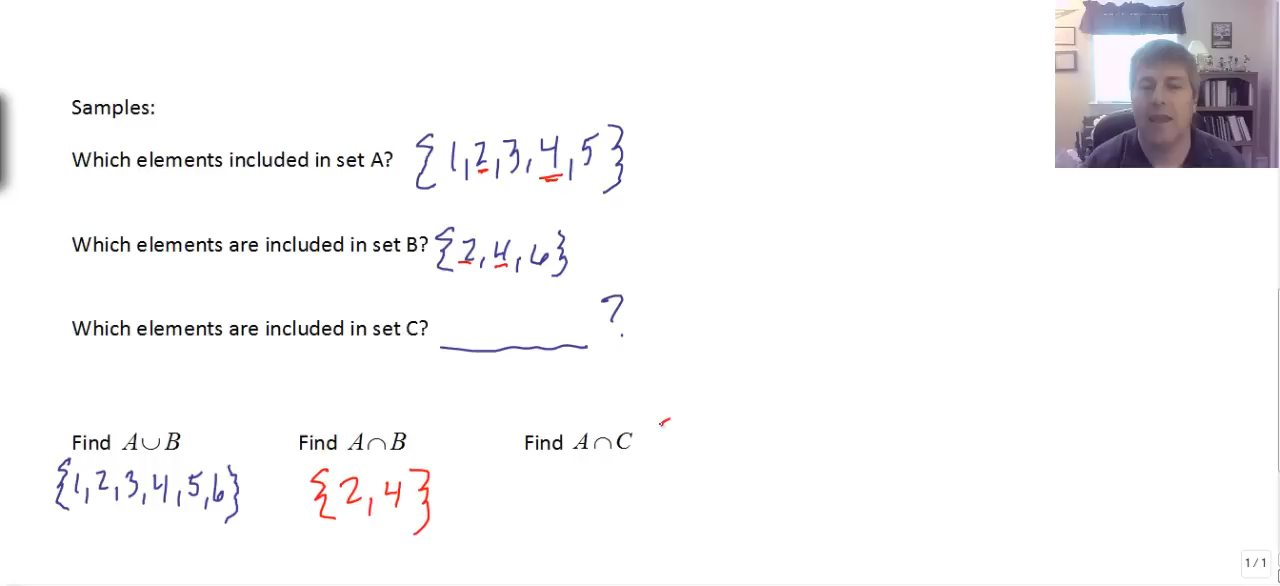 Samples:
Which elements included in set A? {1,2,3,4,5}
Which elements are included in set B? {2,4,6}
Which elements are included in set C? ?
Find A∪B Find A∩B Find A∩C
{1,2,3,4,5,6} {2,4}
1 / 1